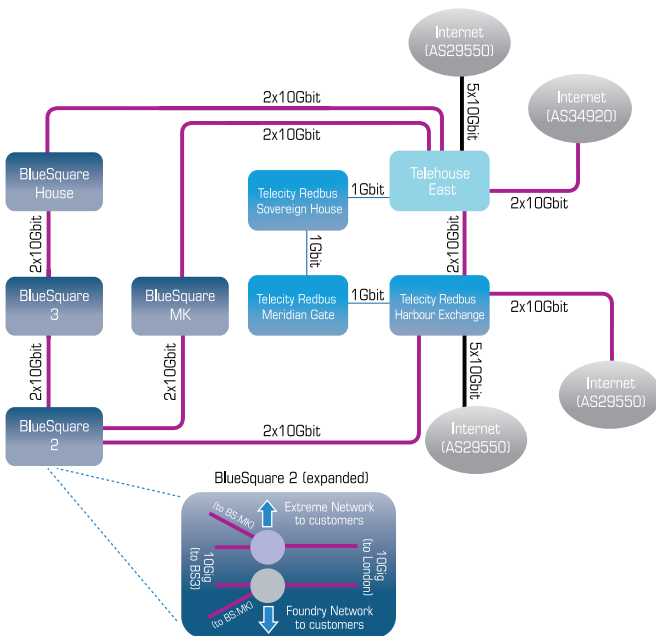 Internet
(AS29550)
5x10Gbit
Internet
(AS34920)
2x10Gbit
2x10Gbit
BlueSquare
House
Telecity Redbus
Sovereign House
1Gbit
Telehouse
East
2x10Gbit
2x10Gbit
1Gbit
2x10Gbit
BlueSquare
3
BlueSquare
MK
Telecity Redbus
Meridian Gate
1Gbit
Telecity Redbus
Harbour Exchange
2x10Gbit
2x10Gbit
2x10Gbit
5x10Gbit
Internet
(AS29550)
BlueSquare
2
2x10Gbit
Internet
(AS29550)
BlueSquare 2 (expanded)
(to BS:MK)
Extreme Network
to customers
10Gig
(to BS3)
10Gig
(to London)
(to BS:MK)
Foundry Network
to customers